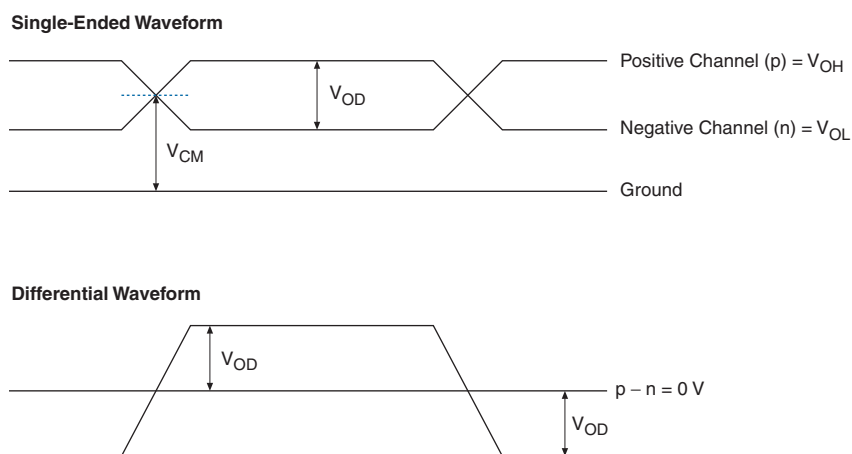 Single-Ended Waveform
Positive Channel (p) = VOH
VOD
Negative Channel (n) = VOL
VCM
Ground
Differential Waveform
VOD
p – n = 0 V
VOD